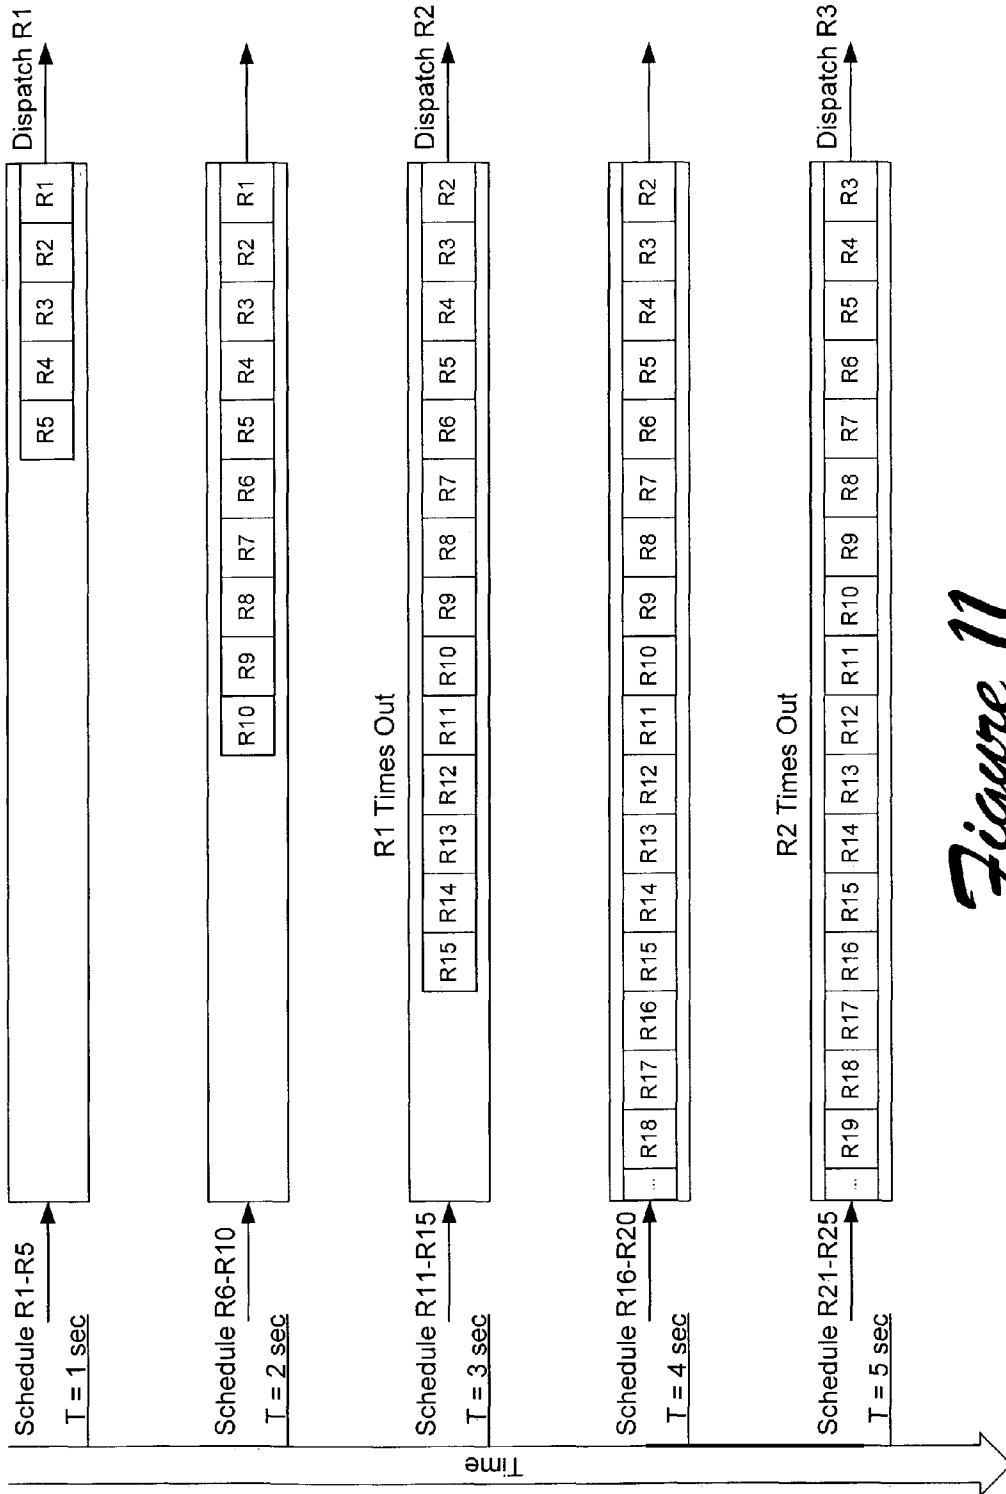 Schedule R1-R5
T = 1 sec
R5 R4 R3 R2 R1
Dispatch R1
Schedule R6-R10
T = 2 sec
R10 R9 R8 R7 R6 R5 R4 R3 R2 R1
R1 Times Out
Schedule R11-R15
T = 3 sec
R15 R14 R13 R12 R11 R10 R9 R8 R7 R6 R5 R4 R3 R2
Dispatch R2
Schedule R16-R20
T = 4 sec
... R18 R17 R16 R15 R14 R13 R12 R11 R10 R9 R8 R7 R6 R5 R4 R3 R2
R2 Times Out
Schedule R21-R25
T = 5 sec
... R19 R18 R17 R16 R15 R14 R13 R12 R11 R10 R9 R8 R7 R6 R5 R4 R3
Dispatch R3
Time
Figure 11